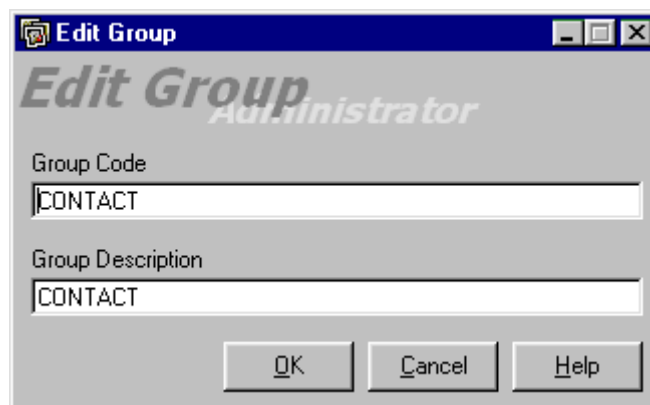 Edit Group
Edit Group
Administrator
Group Code
CONTACT
Group Description
CONTACT
OK Cancel Help